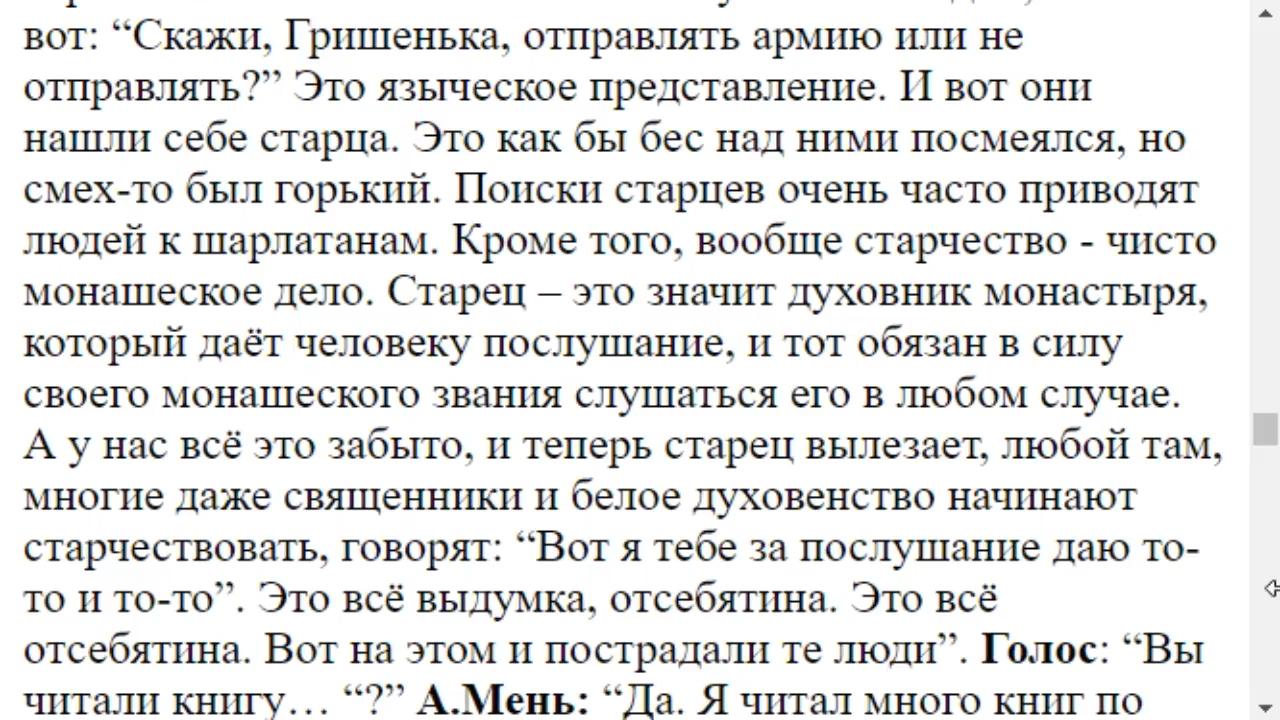 вот: “Скажи, Гришенька, отправлять армию или не
отправлять?” Это языческое представление. И вот они
нашли себе старца. Это как бы бес над ними посмеялся, но
смех-то был горький. Поиски старцев очень часто приводят
людей к шарлатанам. Кроме того, вообще старчество - чисто
монашеское дело. Старец – это значит духовник монастыря,
который даёт человеку послушание, и тот обязан в силу
своего монашеского звания слушаться его в любом случае.
А у нас всё это забыто, и теперь старец вылезает, любой там,
многие даже священники и белое духовенство начинают
старчествовать, говорят: “Вот я тебе за послушание даю то-
то и то-то”. Это всё выдумка, отсебятина. Это всё
отсебятина. Вот на этом и пострадали те люди”. Голос: “Вы
читали книгу… “?” А.Мень: “Да. Я читал много книг по